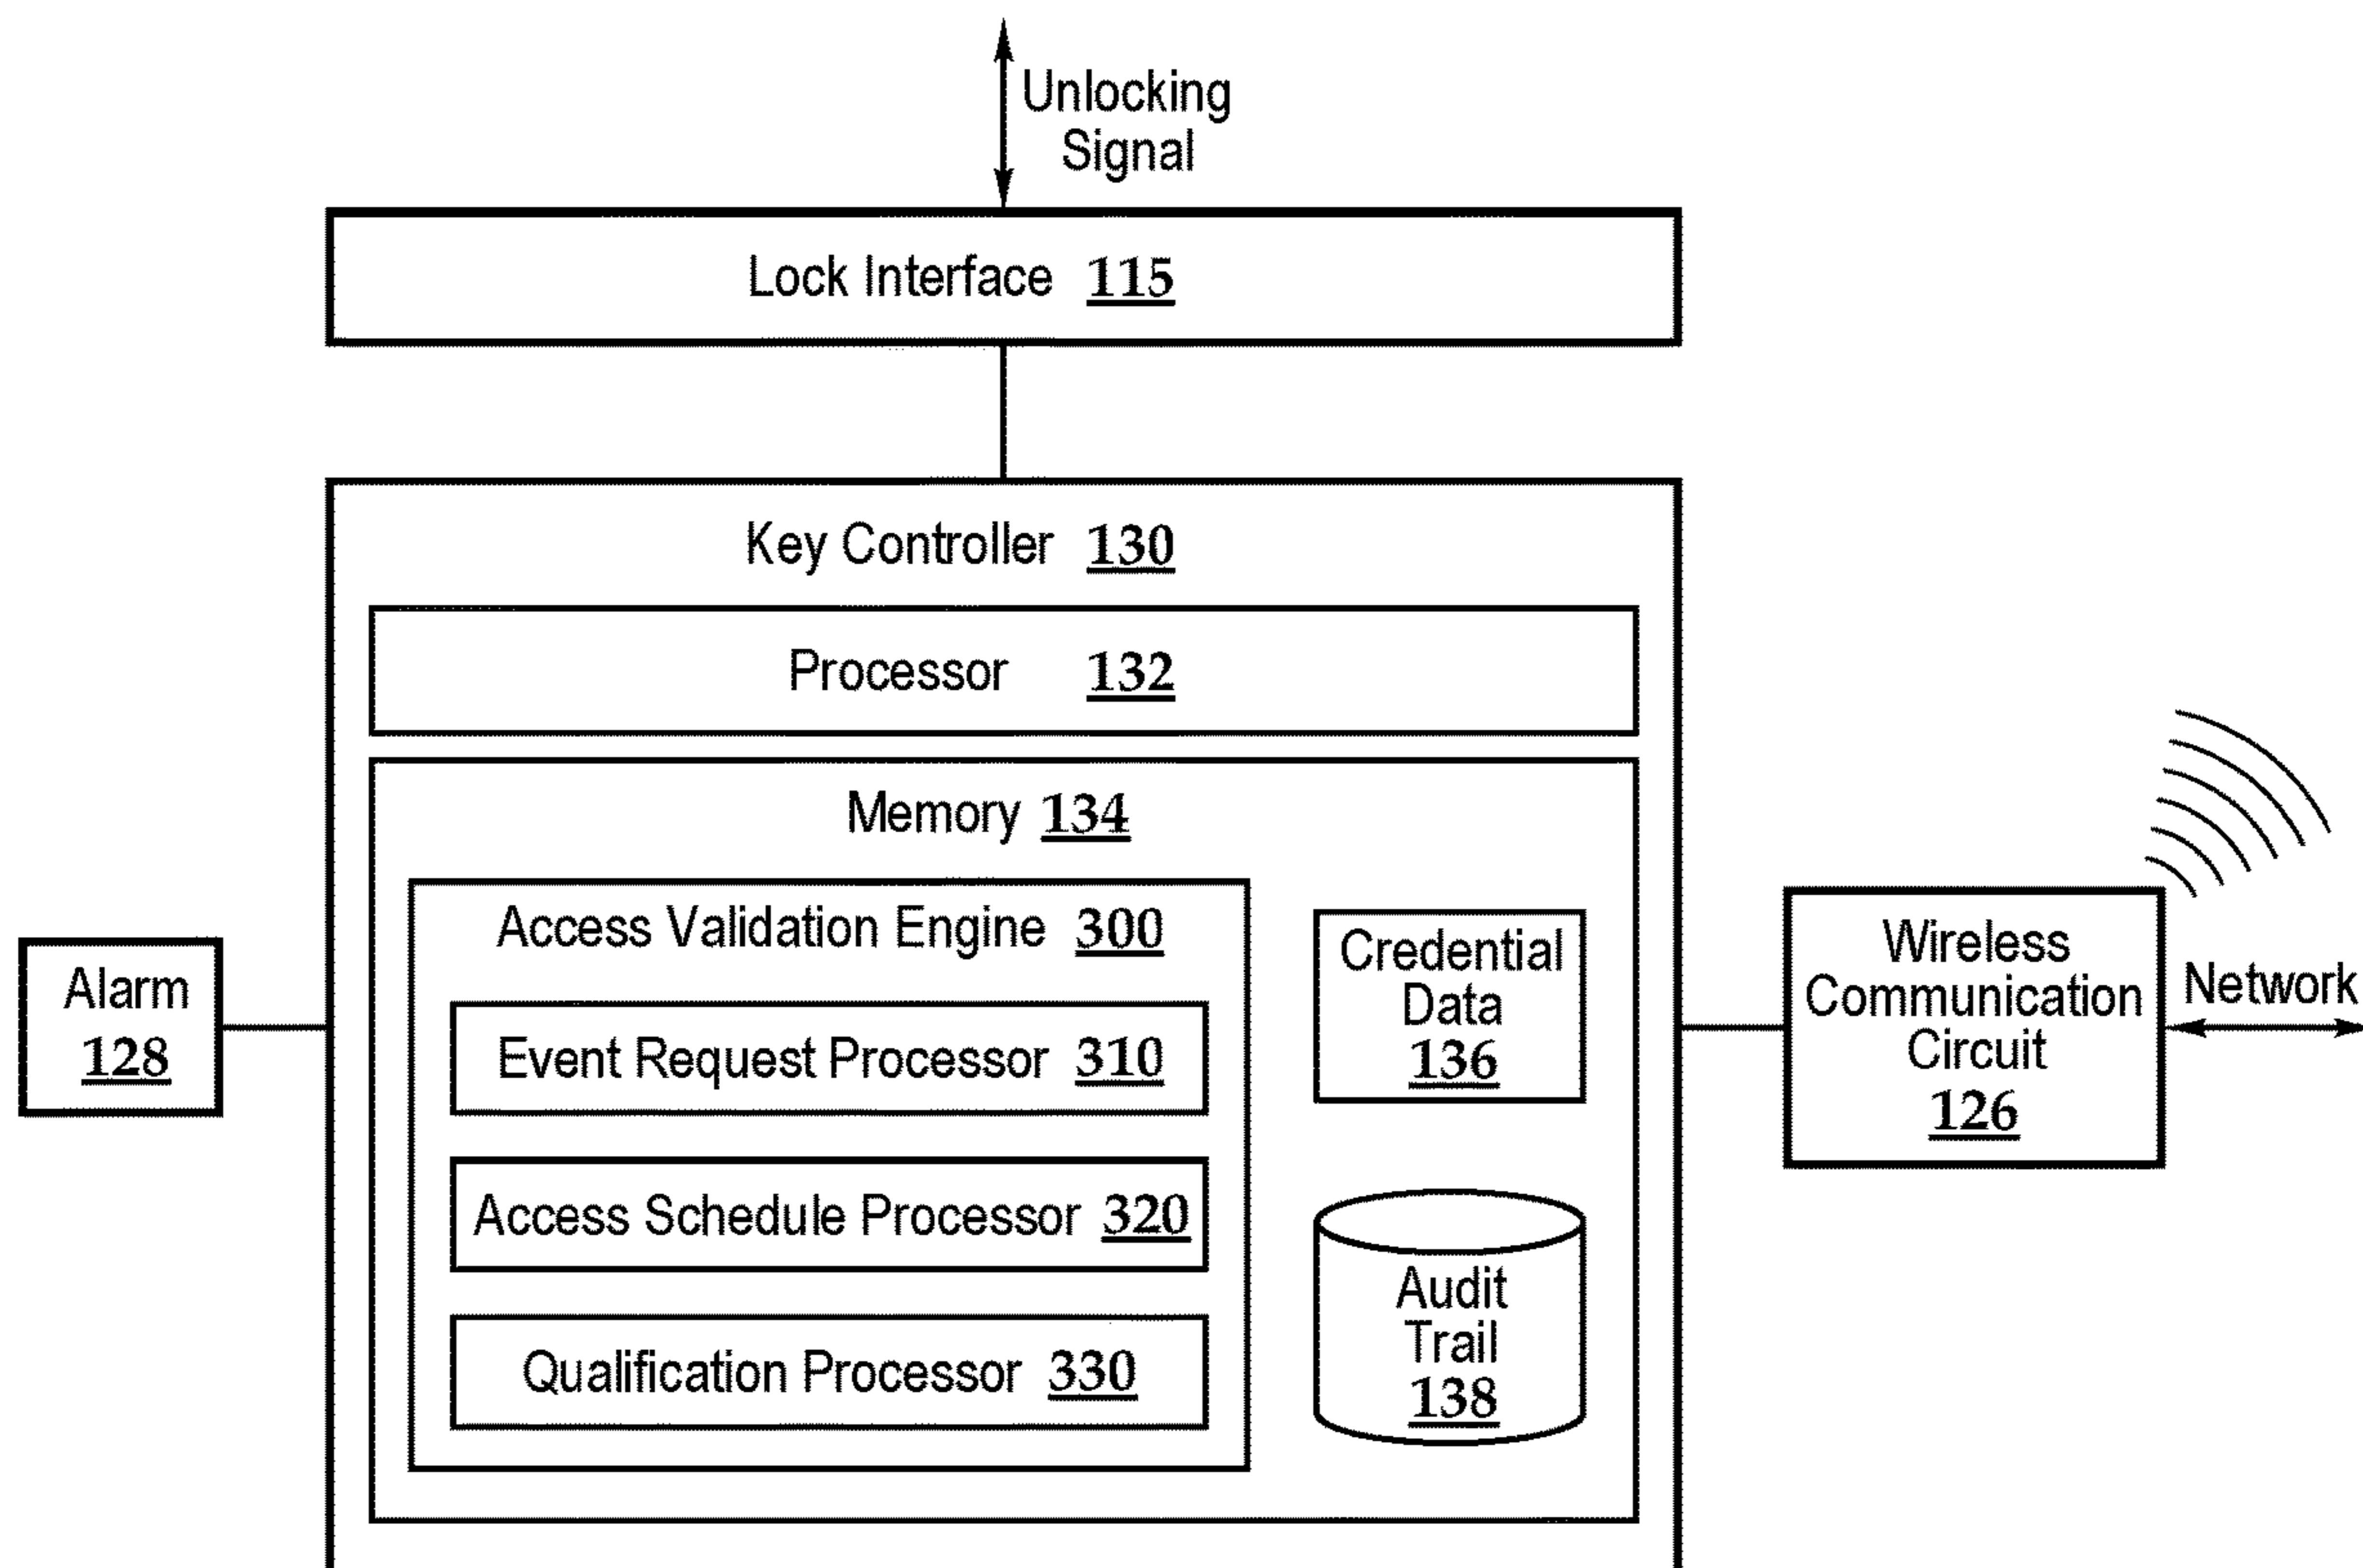 Unlocking
Signal
Lock Interface 115
Key Controller 130
Processor 132
Memory 134
Access Validation Engine 300
Event Request Processor 310
Access Schedule Processor 320
Qualification Processor 330
Credential
Data
136
Audit
Trail
138
Alarm
128
Wireless
Communication
Circuit
126
Network